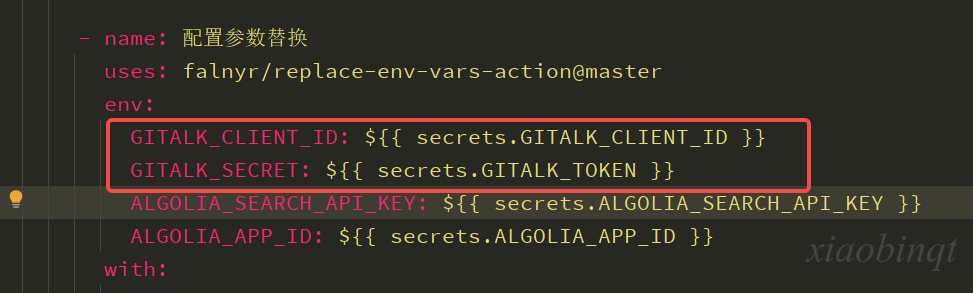 - name: 配置参数替换
uses: falnyr/replace-env-vars-action@master
env:
GITALK_CLIENT_ID: ${{ secrets.GITALK_CLIENT_ID }}
GITALK_SECRET: ${{ secrets.GITALK_TOKEN }}
ALGOLIA_SEARCH_API_KEY: ${{ secrets.ALGOLIA_SEARCH_API_KEY }}
ALGOLIA_APP_ID: ${{ secrets.ALGOLIA_APP_ID }}
with:
xiaobinqt